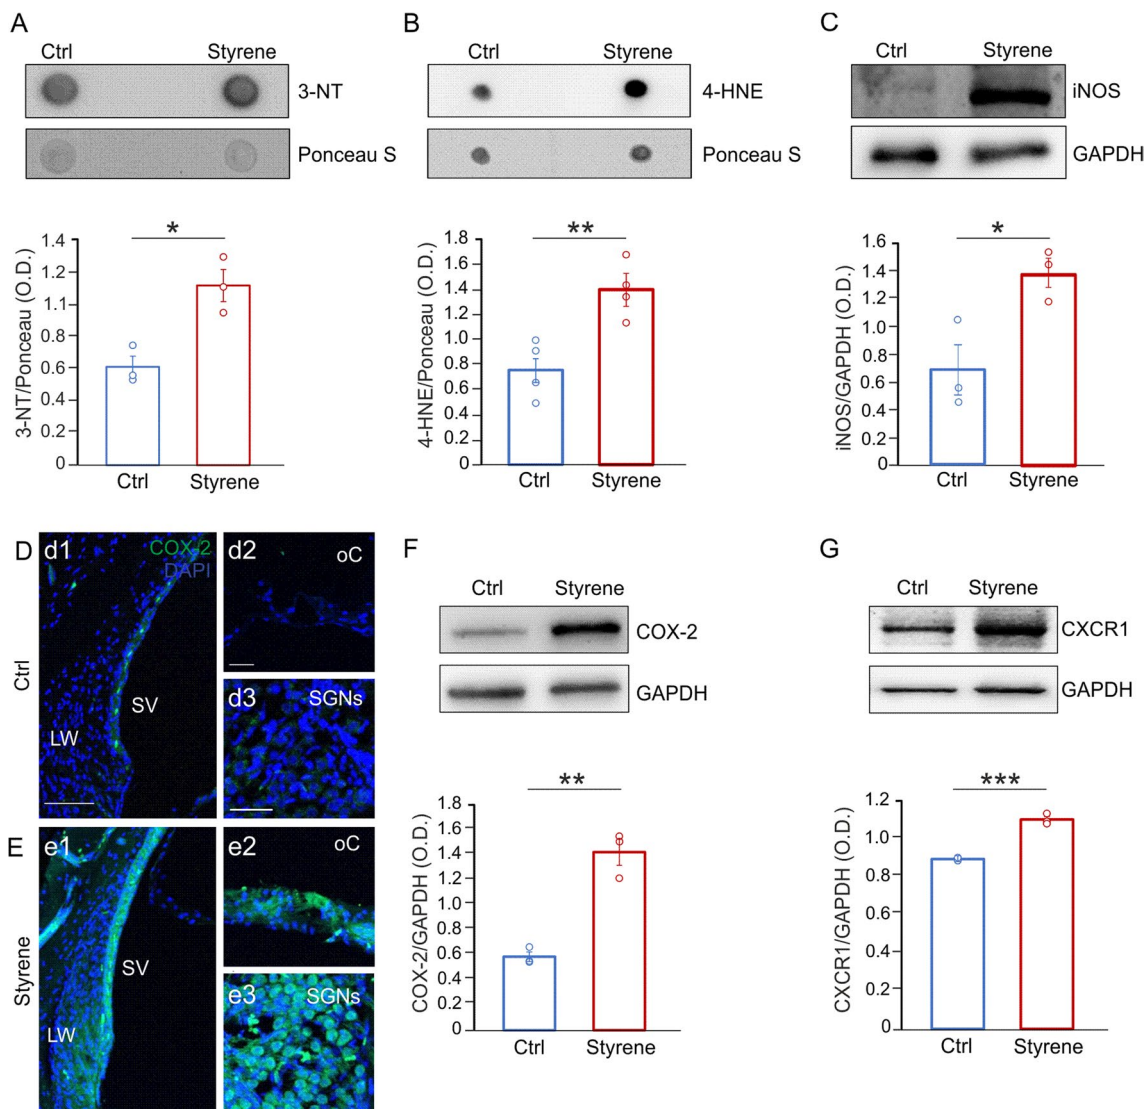 A
Ctrl Styrene
3-NT
Ponceau S
3-NT/Ponceau (O.D.)
*
1.4
1.2
1.1
0.8
0.6
0.4
0.2
0
Ctrl Styrene
B
Ctrl Styrene
4-HNE
Ponceau S
4-HNE/Ponceau (O.D.)
**
1.8
1.6
1.4
1.2
1.0
0.8
0.6
0.4
0.2
0
Ctrl Styrene
C
Ctrl Styrene
iNOS
GAPDH
iNOS/GAPDH (O.D.)
*
1.6
1.4
1.2
1.0
0.8
0.6
0.4
0.2
0
Ctrl Styrene
D
Ctrl
d1
COX-2
DAPI
SV
LW
d2
oC
d3
SGNs
E
Styrene
e1
SV
LW
e2
oC
e3
SGNs
F
Ctrl Styrene
COX-2
GAPDH
COX-2/GAPDH (O.D.)
**
1.8
1.6
1.4
1.2
1.0
0.8
0.6
0.4
0.2
0
Ctrl Styrene
G
Ctrl Styrene
CXCR1
GAPDH
CXCR1/GAPDH (O.D.)
***
1.2
1.0
0.8
0.6
0.4
0.2
0
Ctrl Styrene